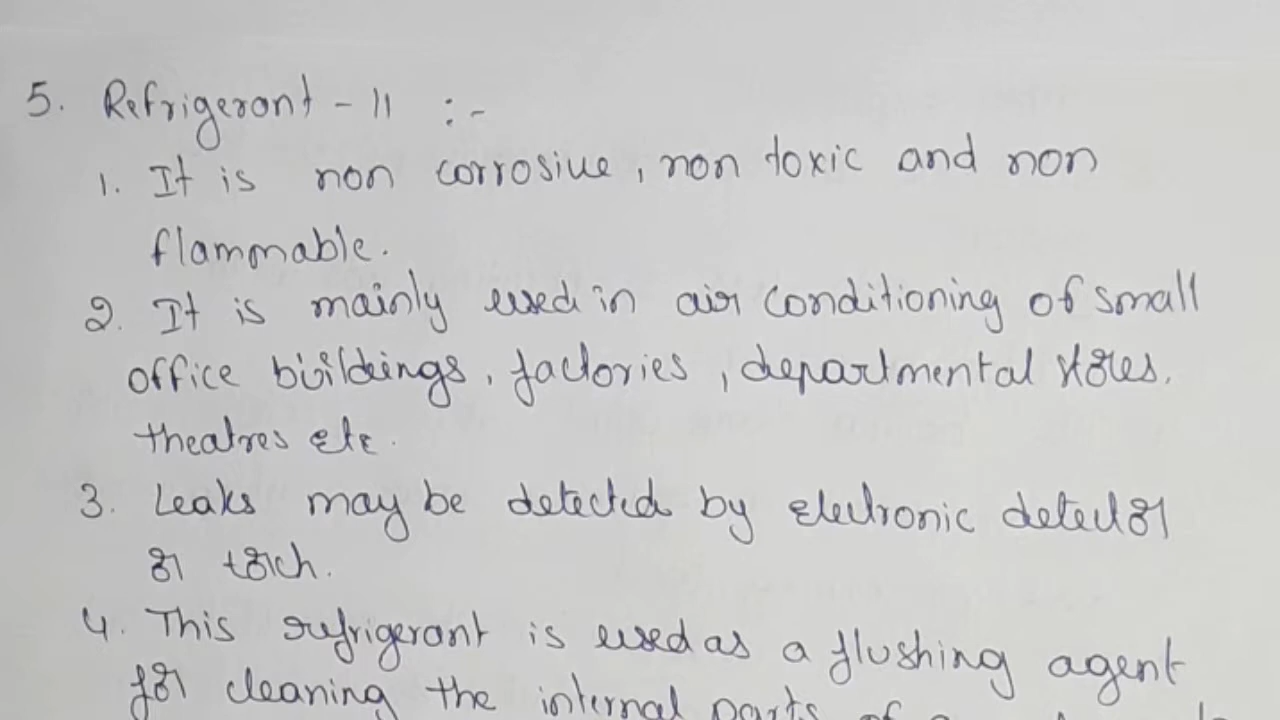 5. Refrigerant - 11 :-
1. It is non corrosive, non toxic and non
flammable.
2. It is mainly used in air conditioning of small
office buildings, factories, departmental stores,
theatres etc.
3. Leaks may be detected by electronic detector
or torch.
4. This refrigerant is used as a flushing agent
for cleaning the internal parts of a